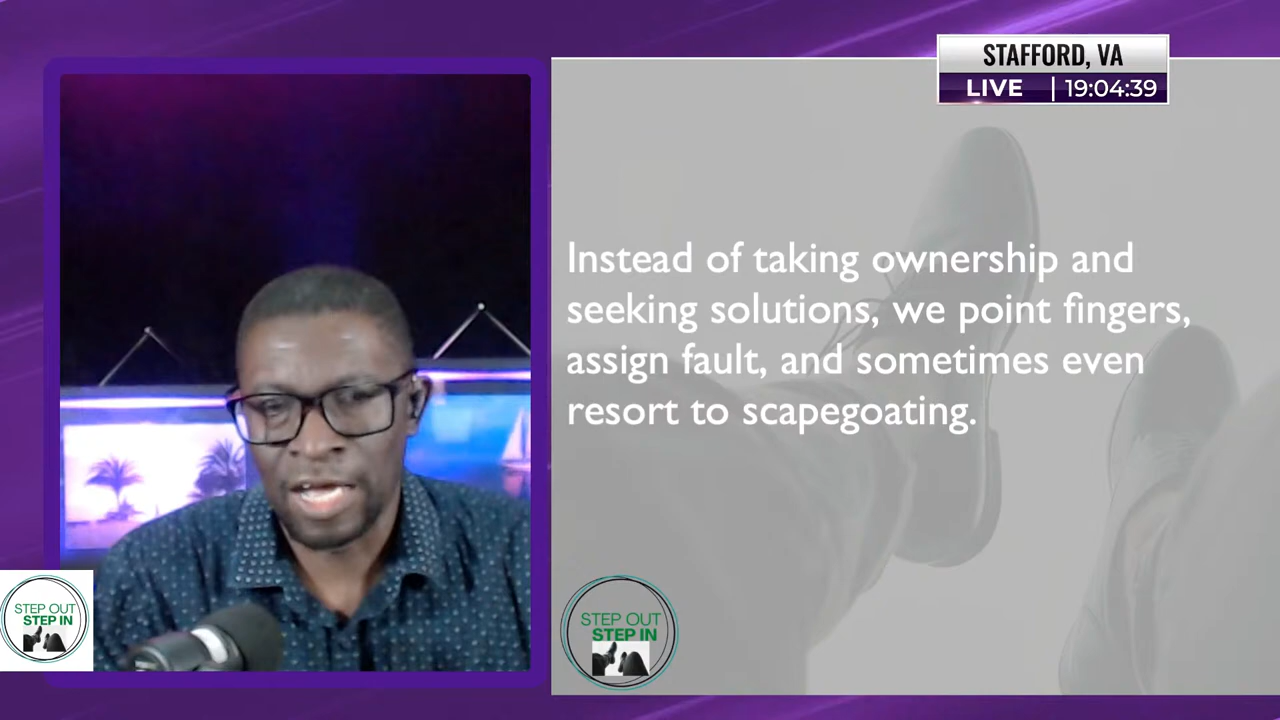 STAFFORD, VA
LIVE | 19:04:39
Instead of taking ownership and
seeking solutions, we point fingers,
assign fault, and sometimes even
resort to scapegoating.
STEP OUT
STEP IN
STEP OUT
STEP IN